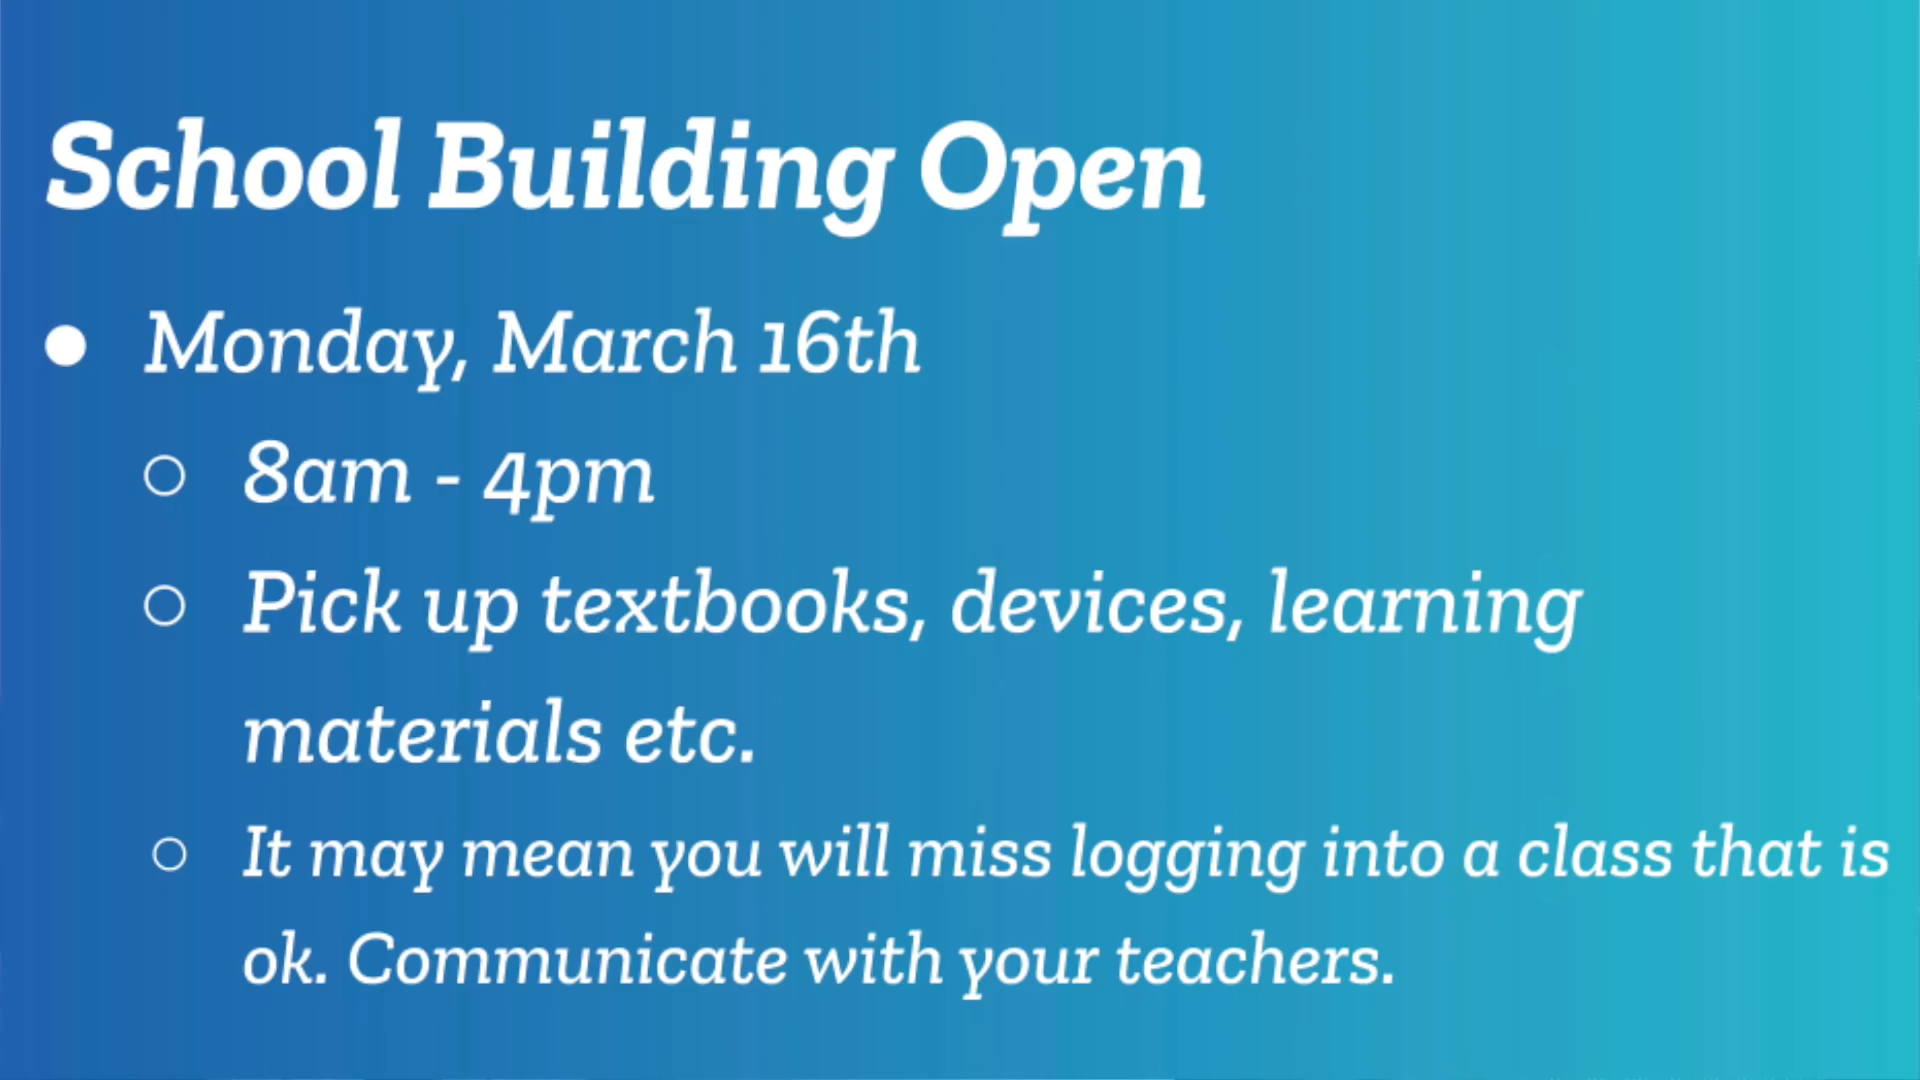 School Building Open
● Monday, March 16th
○ 8am - 4pm
○ Pick up textbooks, devices, learning
materials etc.
○ It may mean you will miss logging into a class that is
ok. Communicate with your teachers.